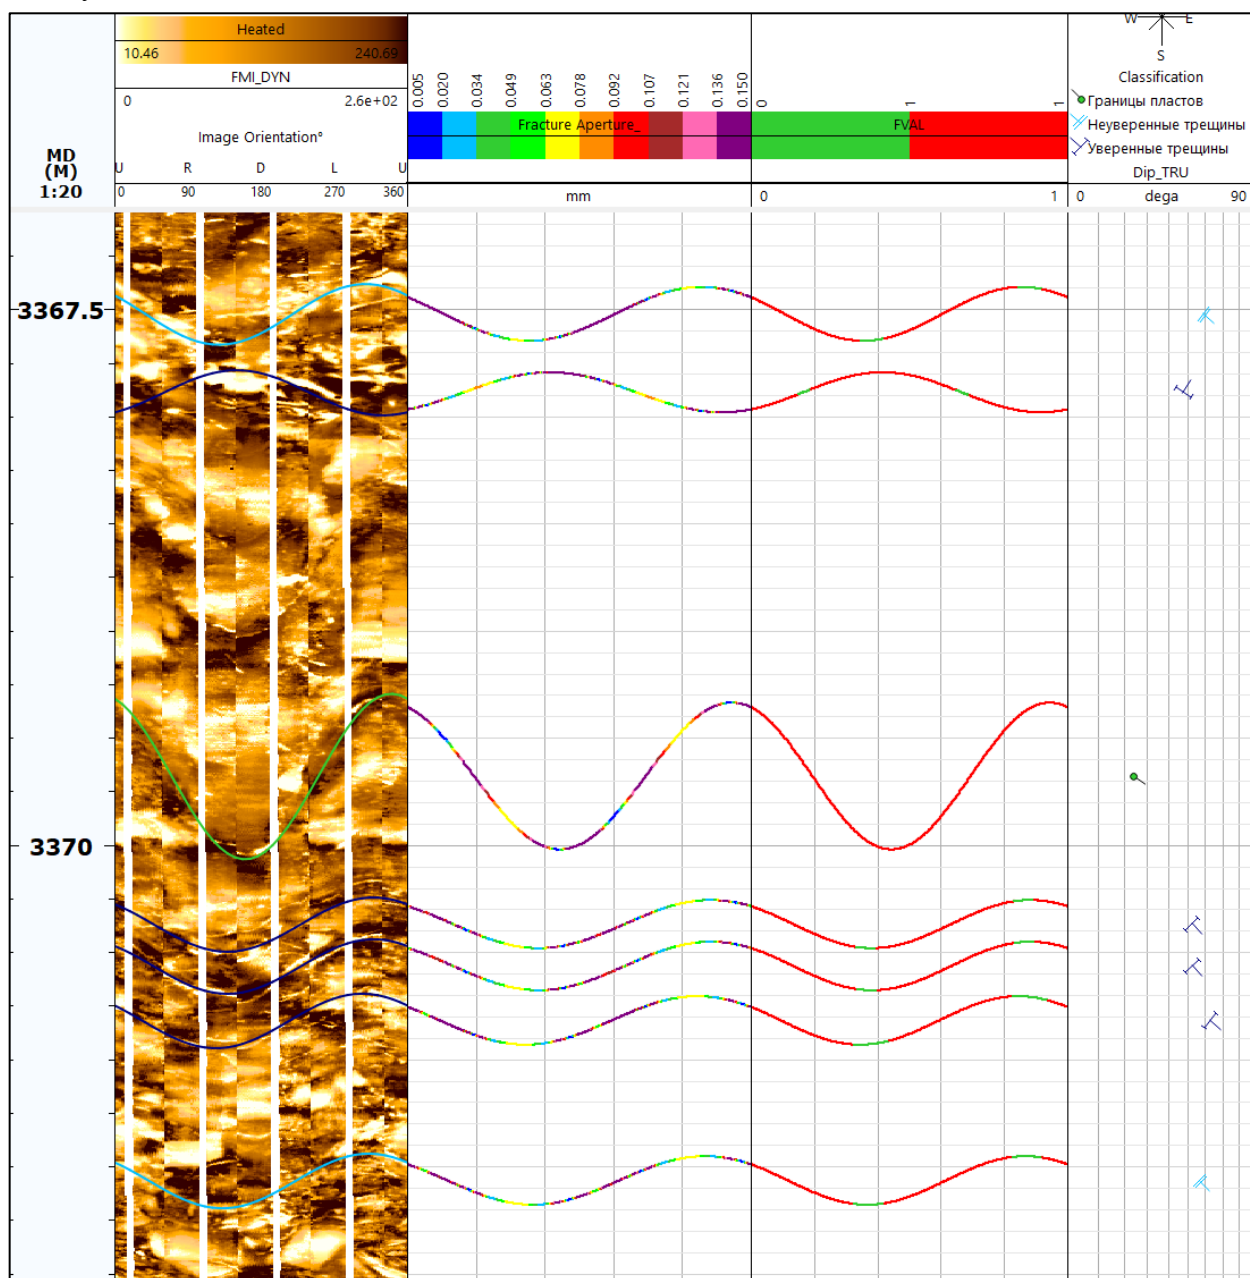 Heated
10.46 240.69
FMI_DYN
0 2.6e+02
Image Orientation°
U R D L U
0 90 180 270 360
MD
(M)
1:20
0.005 0.020 0.034 0.049 0.063 0.078 0.092 0.107 0.121 0.136 0.150
Fracture Aperture_
mm
0 1 1
FVAL
0 1
W E
S
Classification
Границы пластов
Неуверенные трещины
Уверенные трещины
Dip_TRU
0 dega 90
3367.5
3370